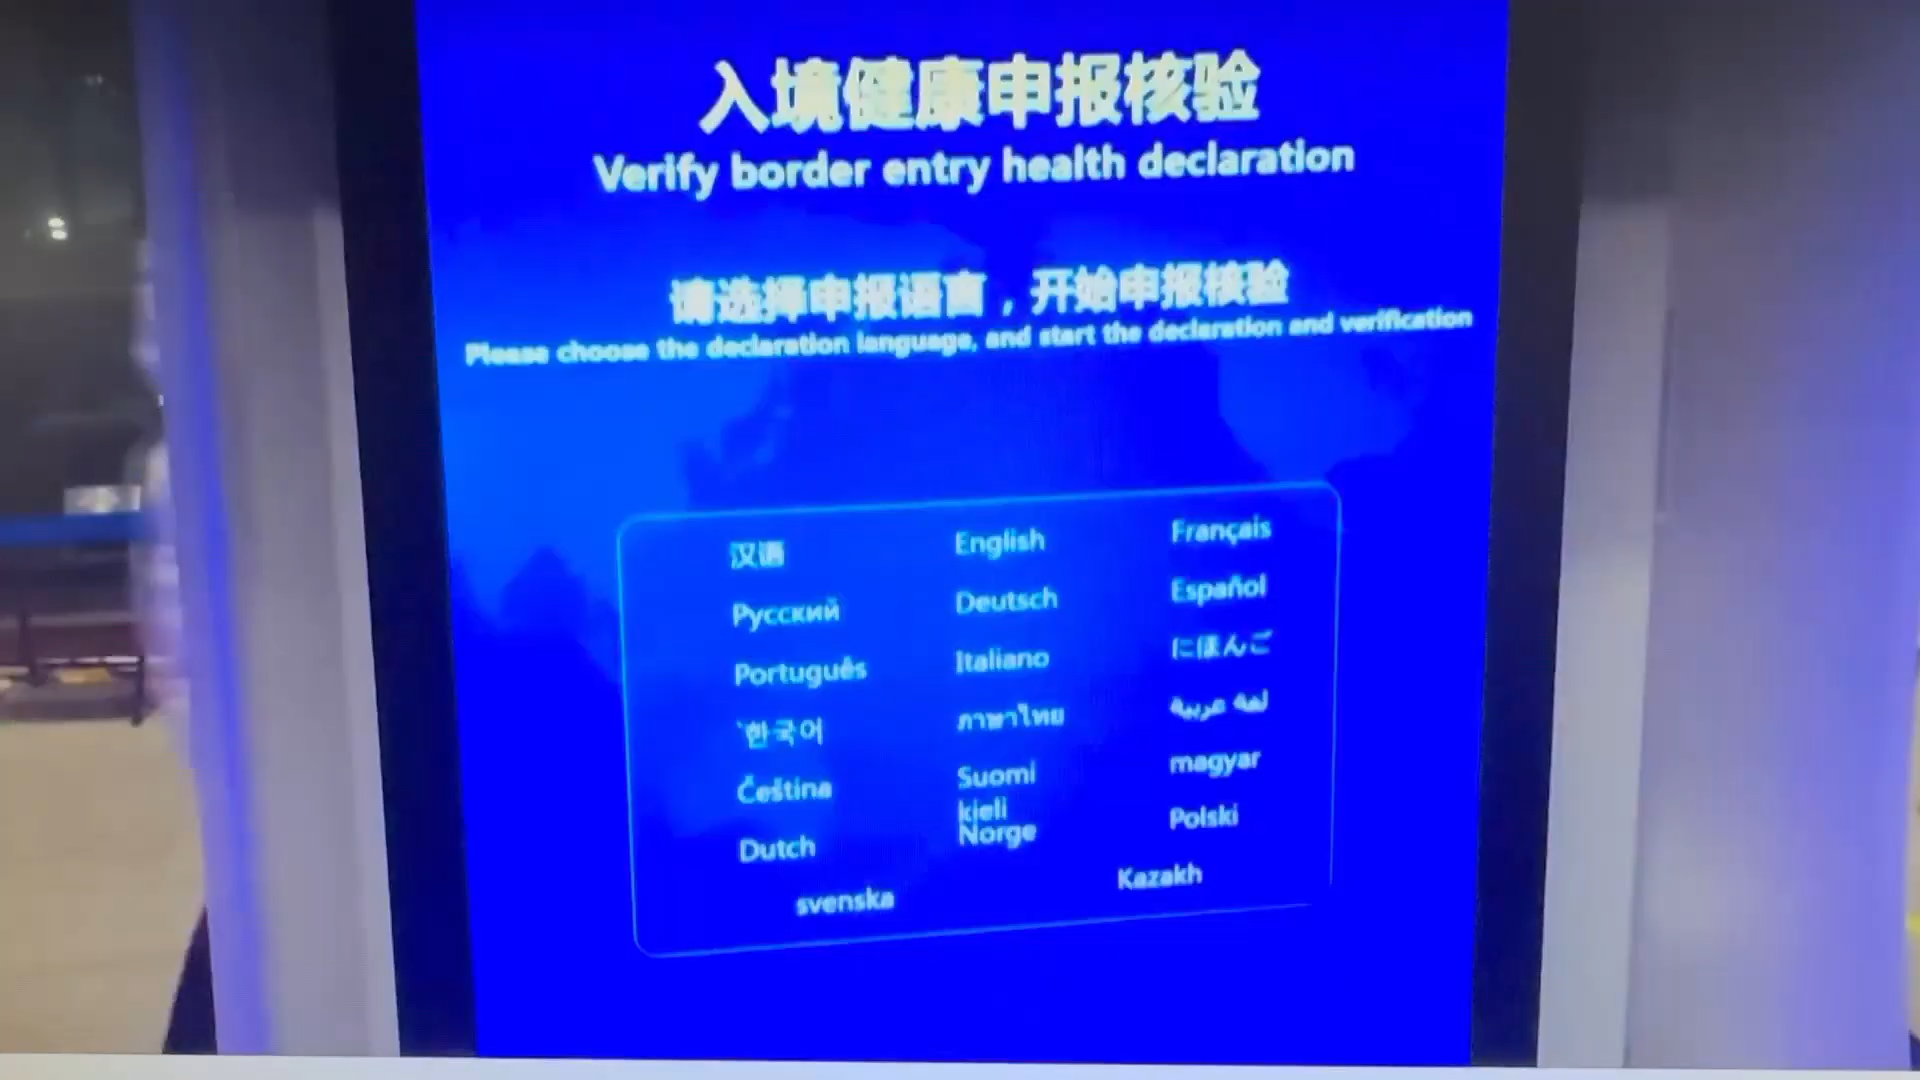 入境健康申报核验
Verify border entry health declaration
请选择申报语言，开始申报核验
Please choose the declaration language, and start the declaration and verification
汉语 English Français
Русский Deutsch Español
Português Italiano にほんご
`한국어 ภาษาไทย لغة عربية
Čeština Suomi kieli magyar
Dutch Norge Polski
svenska Kazakh